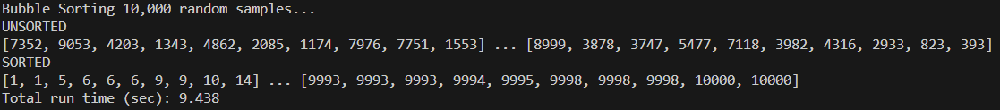 Bubble Sorting 10,000 random samples...
UNSORTED
[7352, 9053, 4203, 1343, 4862, 2085, 1174, 7976, 7751, 1553] ... [8999, 3878, 3747, 5477, 7118, 3982, 4316, 2933, 823, 393]
SORTED
[1, 1, 5, 6, 6, 6, 9, 9, 10, 14] ... [9993, 9993, 9993, 9994, 9995, 9998, 9998, 9998, 10000, 10000]
Total run time (sec): 9.438